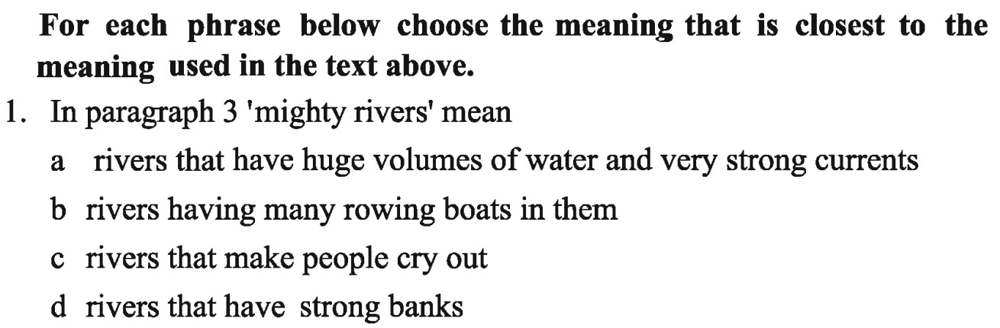 For each phrase below choose the meaning that is closest to the
meaning used in the text above.
1. In paragraph 3 'mighty rivers' mean
a rivers that have huge volumes of water and very strong currents
b rivers having many rowing boats in them
c rivers that make people cry out
d rivers that have strong banks